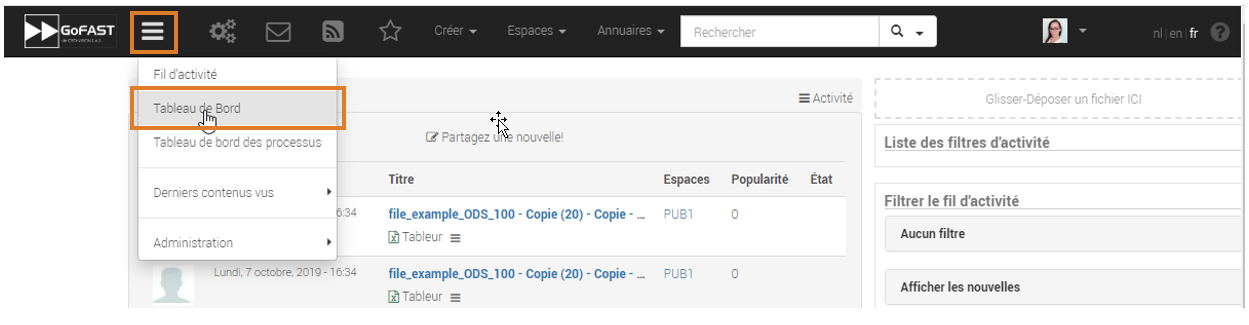 GoFAST
Créer
Espaces
Annuaires
Rechercher
nl | en | fr
?
Fil d'activité
Tableau de Bord
Tableau de bord des processus
Derniers contenus vus
Administration
Activité
Partagez une nouvelle!
Titre Espaces Popularité État
6:34 file_example_ODS_100 - Copie (20) - Copie - ... PUB1 0
Tableur
Lundi, 7 octobre, 2019 - 16:34 file_example_ODS_100 - Copie (20) - Copie - ... PUB1 0
Tableur
Glisser-Déposer un fichier ICI
Liste des filtres d'activité
Filtrer le fil d'activité
Aucun filtre
Afficher les nouvelles